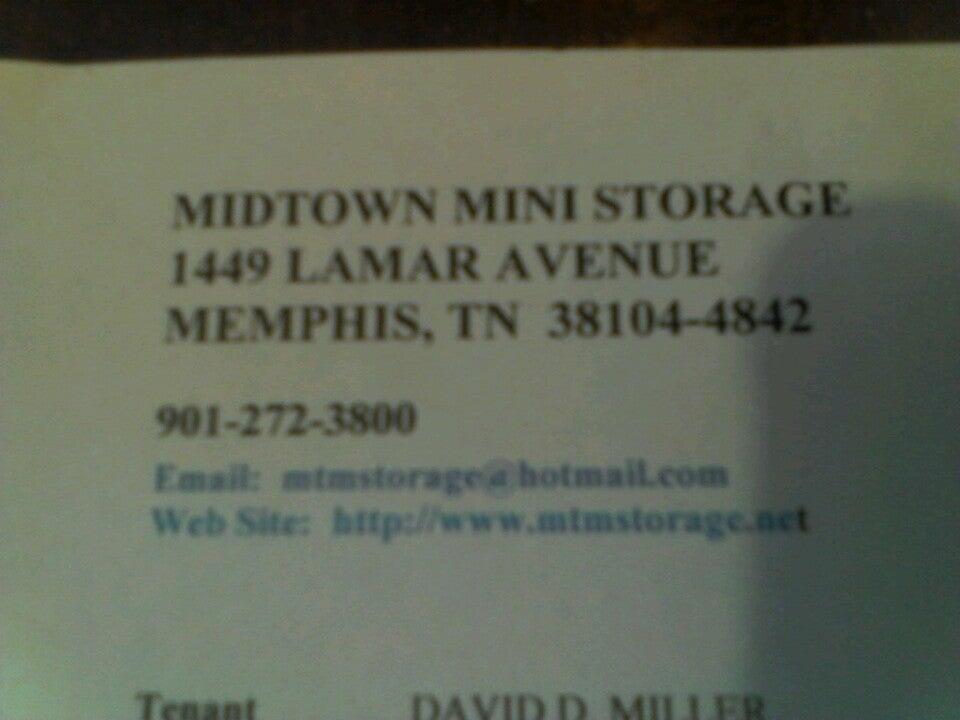 MIDTOWN MINI STORAGE
1449 LAMAR AVENUE
MEMPHIS, TN 38104-4842
901-272-3800
Email: mtmstorage@hotmail.com
Web Site: http://www.mtmstorage.net
Tenant DAVID D. MILLER